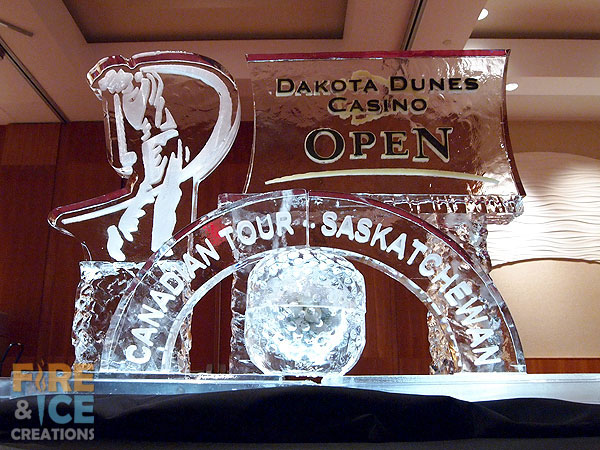 DAKOTA DUNES
CASINO
OPEN
CANADIAN TOUR - SASKATCHEWAN
FIRE
& ICE
CREATIONS